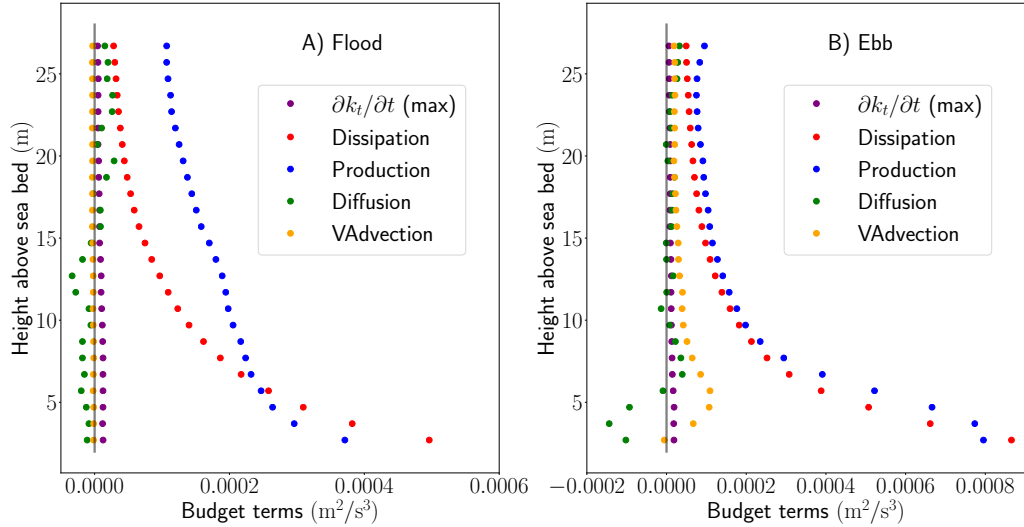 A) Flood
∂k_t/∂t (max)
Dissipation
Production
Diffusion
VAdvection
Height above sea bed (m)
25
20
15
10
5
0.0000 0.0002 0.0004 0.0006
Budget terms (m²/s³)
B) Ebb
∂k_t/∂t (max)
Dissipation
Production
Diffusion
VAdvection
Height above sea bed (m)
25
20
15
10
5
−0.0002 0.0000 0.0002 0.0004 0.0006 0.0008
Budget terms (m²/s³)